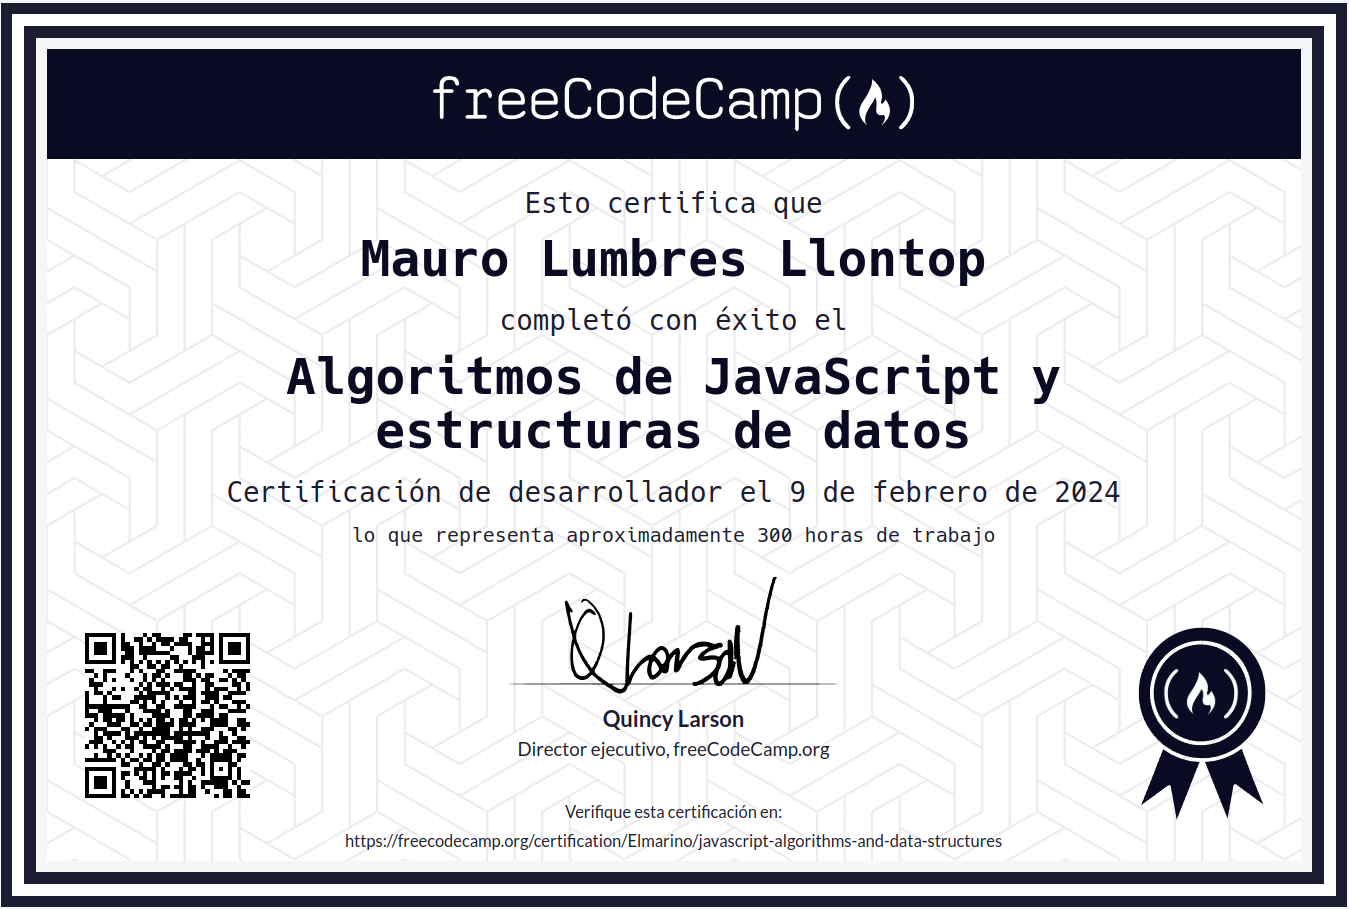 freeCodeCamp
Esto certifica que
Mauro Lumbres Llontop
completó con éxito el
Algoritmos de JavaScript y
estructuras de datos
Certificación de desarrollador el 9 de febrero de 2024
lo que representa aproximadamente 300 horas de trabajo
Quincy Larson
Director ejecutivo, freeCodeCamp.org
Verifique esta certificación en:
https://freecodecamp.org/certification/Elmarino/javascript-algorithms-and-data-structures